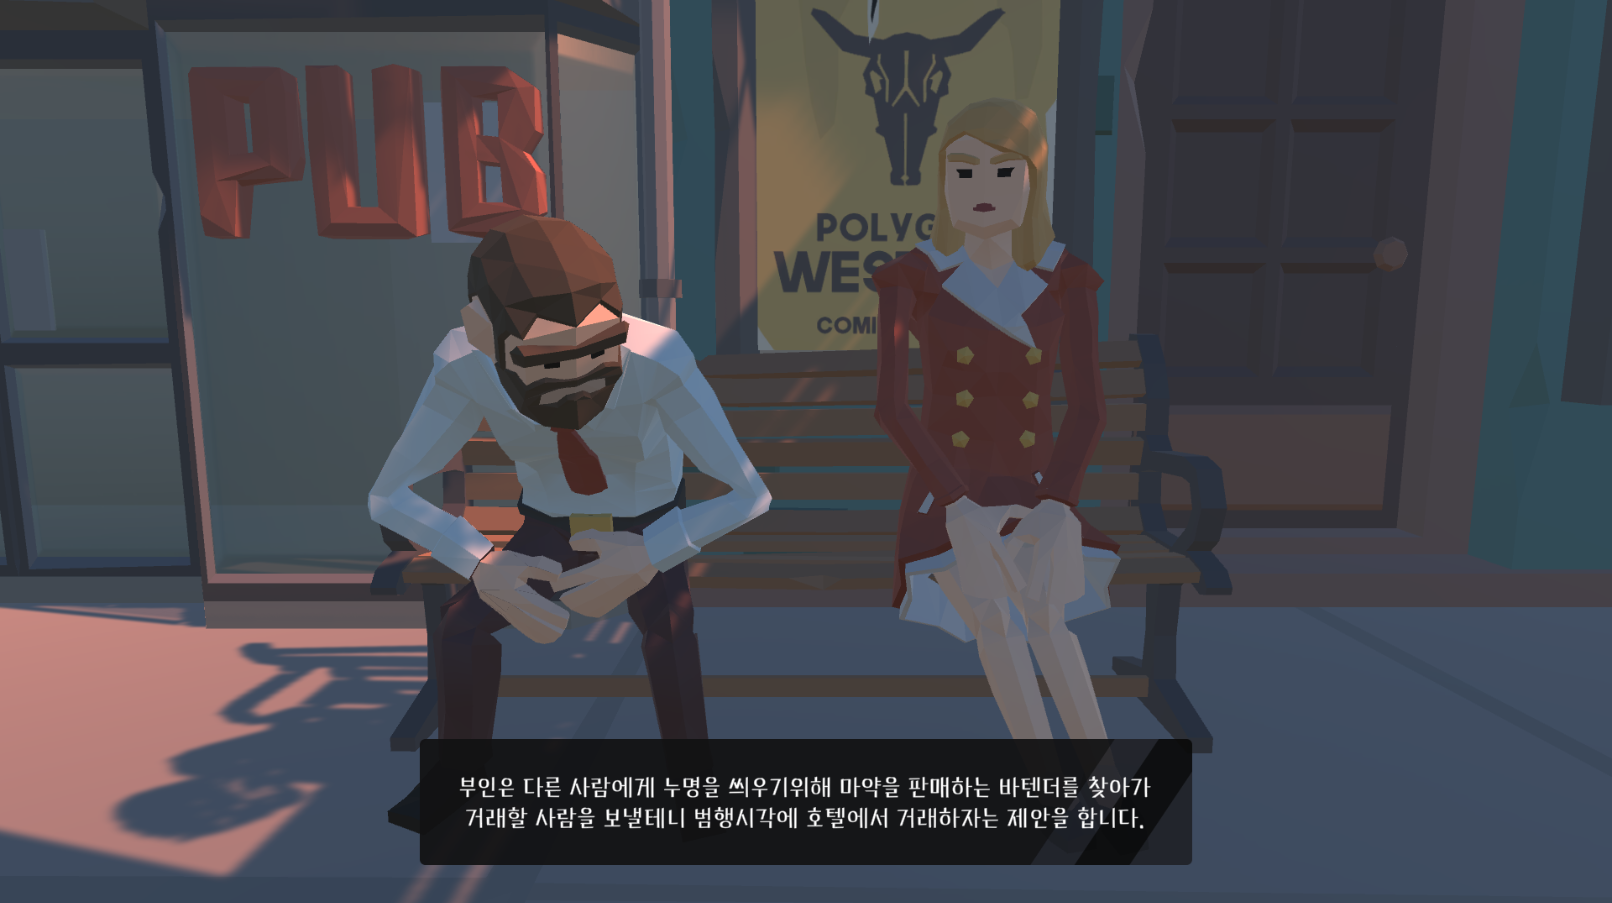 PUB
POLYG
WES
COMI
부인은 다른 사람에게 누명을 씌우기위해 마약을 판매하는 바텐더를 찾아가
거래할 사람을 보낼테니 범행시각에 호텔에서 거래하자는 제안을 합니다.